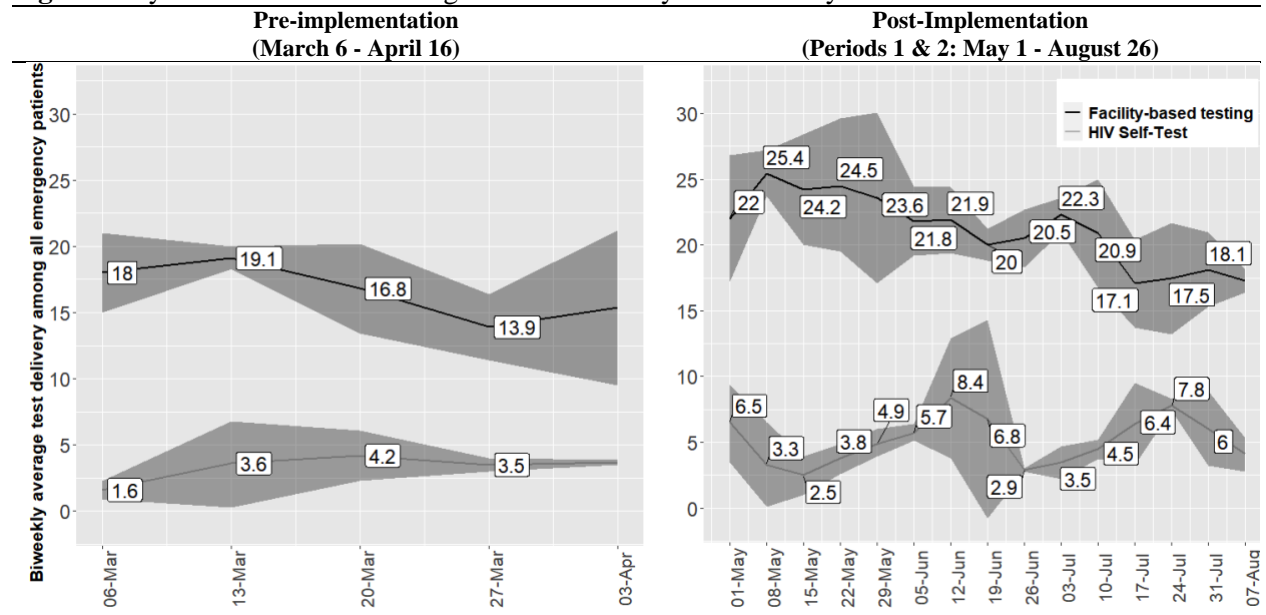 Pre-implementation
(March 6 - April 16)
Post-Implementation
(Periods 1 & 2: May 1 - August 26)
Biweekly average test delivery among all emergency patients
30
25
20
15
10
5
0
18
19.1
16.8
13.9
1.6
3.6
4.2
3.5
06-Mar
13-Mar
20-Mar
27-Mar
03-Apr
30
25
20
15
10
5
0
Facility-based testing
HIV Self-Test
22
25.4
24.2
24.5
23.6
21.8
21.9
20
20.5
22.3
20.9
17.1
17.5
18.1
6.5
3.3
2.5
3.8
4.9
5.7
8.4
6.8
2.9
3.5
4.5
6.4
7.8
6
01-May
08-May
15-May
22-May
29-May
05-Jun
12-Jun
19-Jun
26-Jun
03-Jul
10-Jul
17-Jul
24-Jul
31-Jul
07-Aug